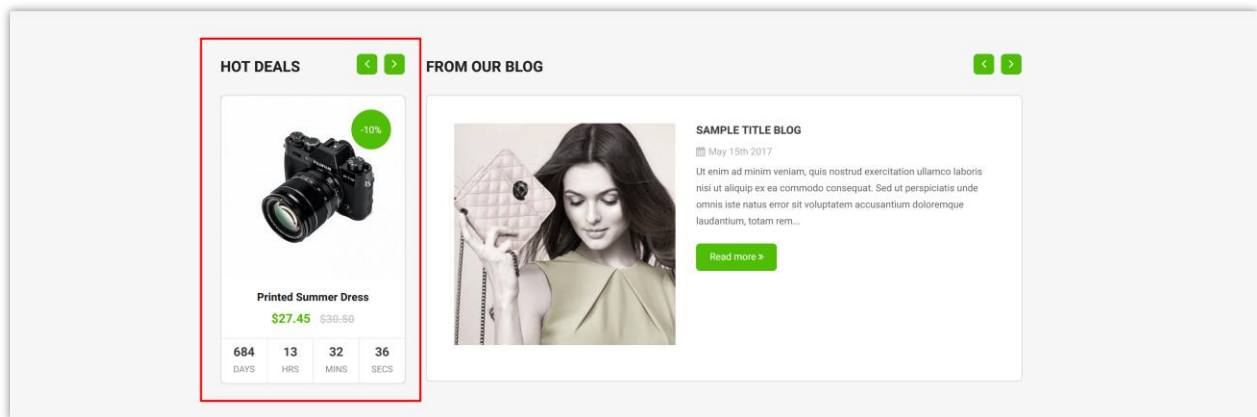 HOT DEALS
-10%
Printed Summer Dress
$27.45 $30.50
684 13 32 36
DAYS HRS MINS SECS
FROM OUR BLOG
SAMPLE TITLE BLOG
May 15th 2017
Ut enim ad minim veniam, quis nostrud exercitation ullamco laboris
nisi ut aliquip ex ea commodo consequat. Sed ut perspiciatis unde
omnis iste natus error sit voluptatem accusantium doloremque
laudantium, totam rem...
Read more »